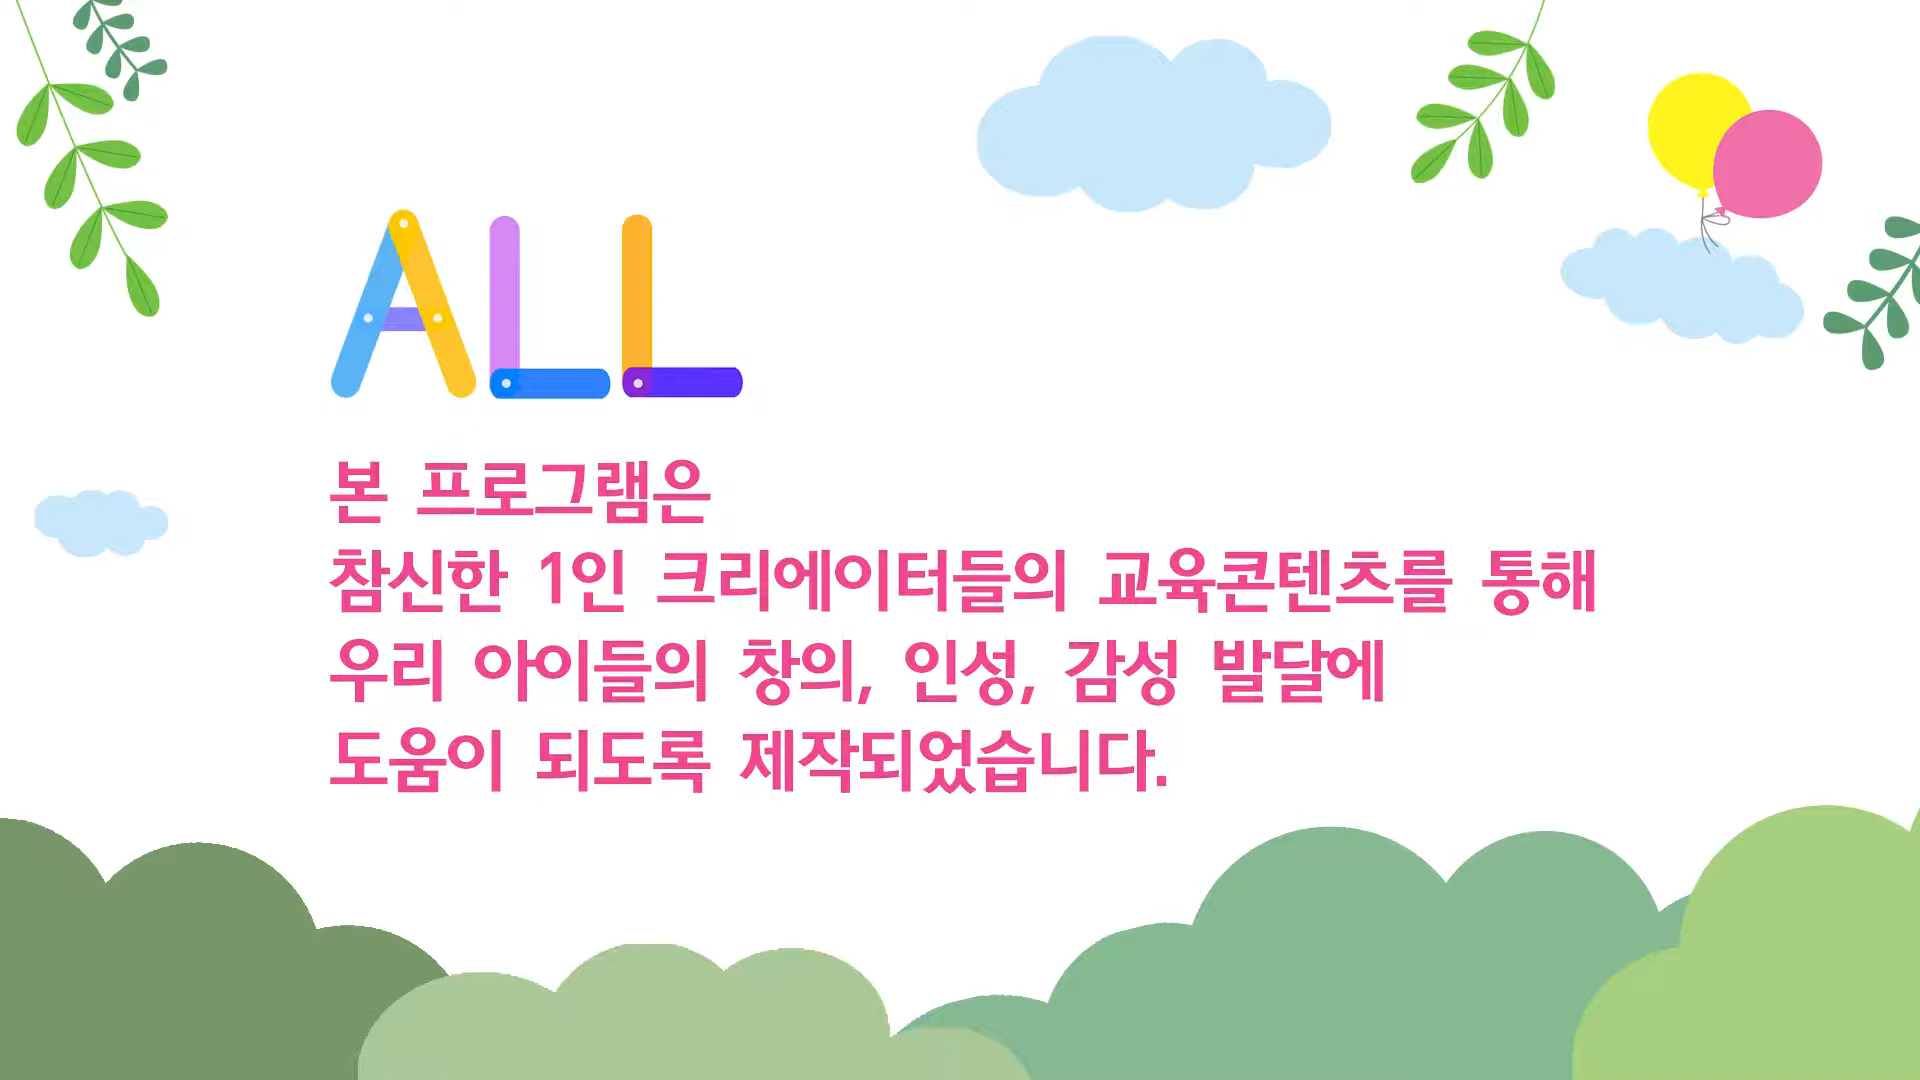 ALL
본 프로그램은
참신한 1인 크리에이터들의 교육콘텐츠를 통해
우리 아이들의 창의, 인성, 감성 발달에
도움이 되도록 제작되었습니다.